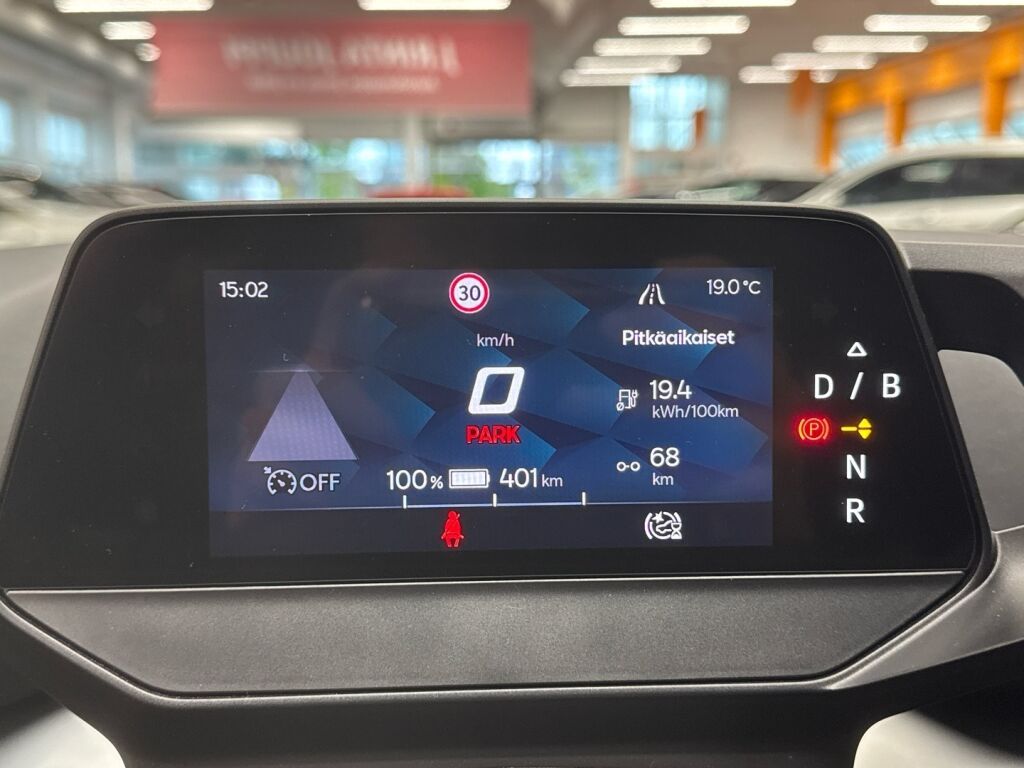 15:02
30
19.0 °C
km/h
Pitkäaikaiset
0
PARK
19.4
kWh/100km
68
km
OFF
100 %
401 km
D / B
P
N
R